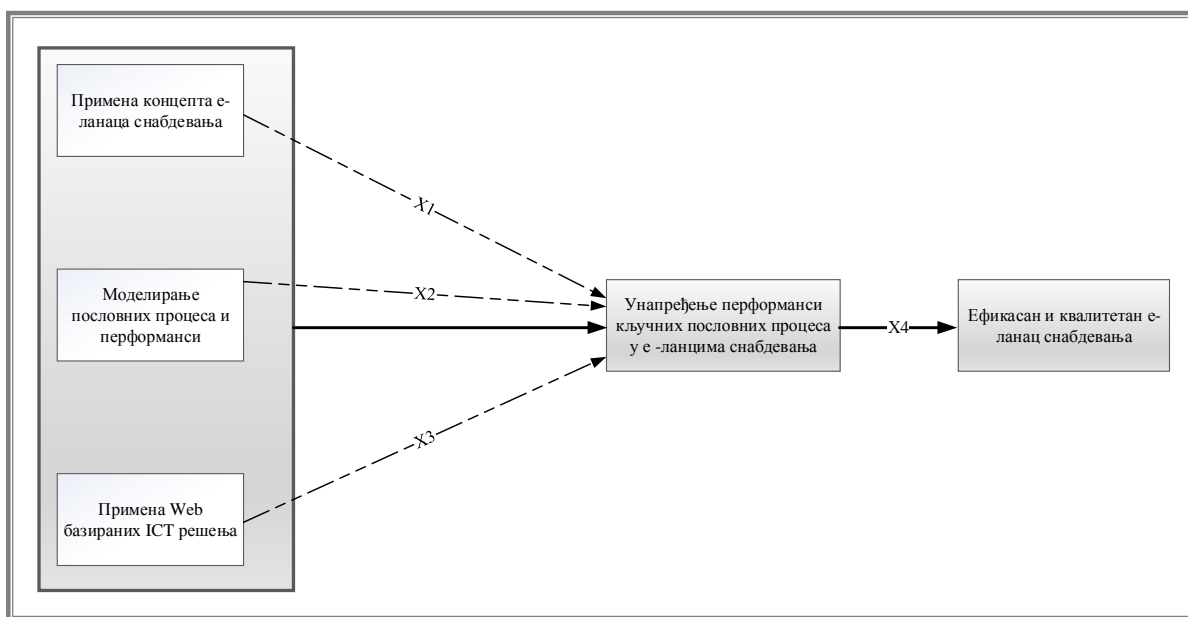 Примена концепта е-
ланаца снабдевања
X1
Моделирање
пословних процеса и
перформанси
X2
Унапређење перформанси
кључних пословних процеса
у е -ланцима снабдевања
X4
Ефикасан и квалитетан е-
ланац снабдевања
X3
Примена Web
базираних ICT решења